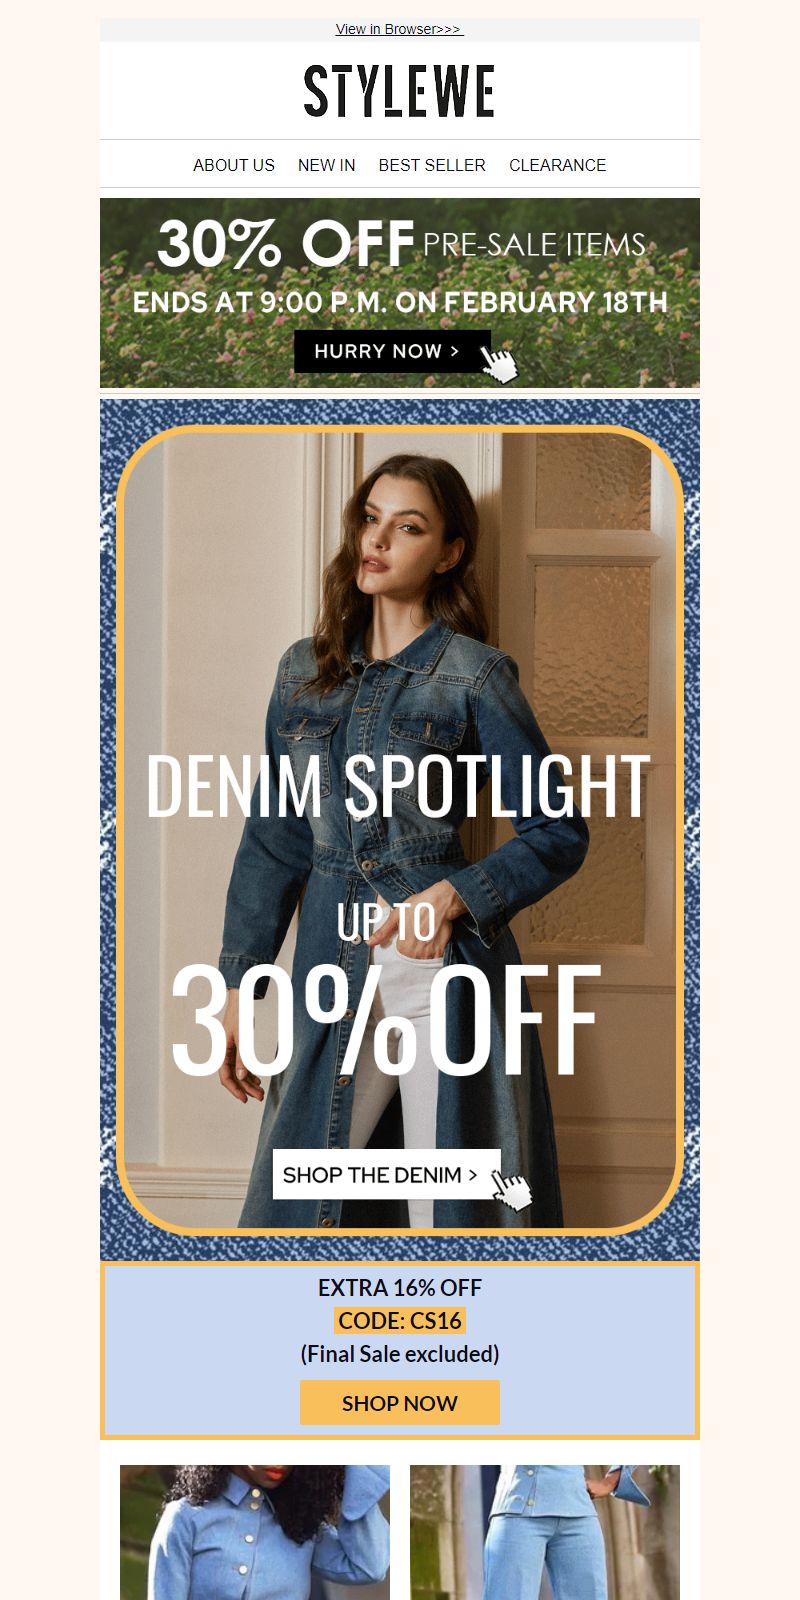 View in Browser>>>
STYLEWE
ABOUT US NEW IN BEST SELLER CLEARANCE
30% OFF PRE-SALE ITEMS
ENDS AT 9:00 P.M. ON FEBRUARY 18TH
HURRY NOW >
DENIM SPOTLIGHT
UP TO
30%OFF
SHOP THE DENIM >
EXTRA 16% OFF
CODE: CS16
(Final Sale excluded)
SHOP NOW